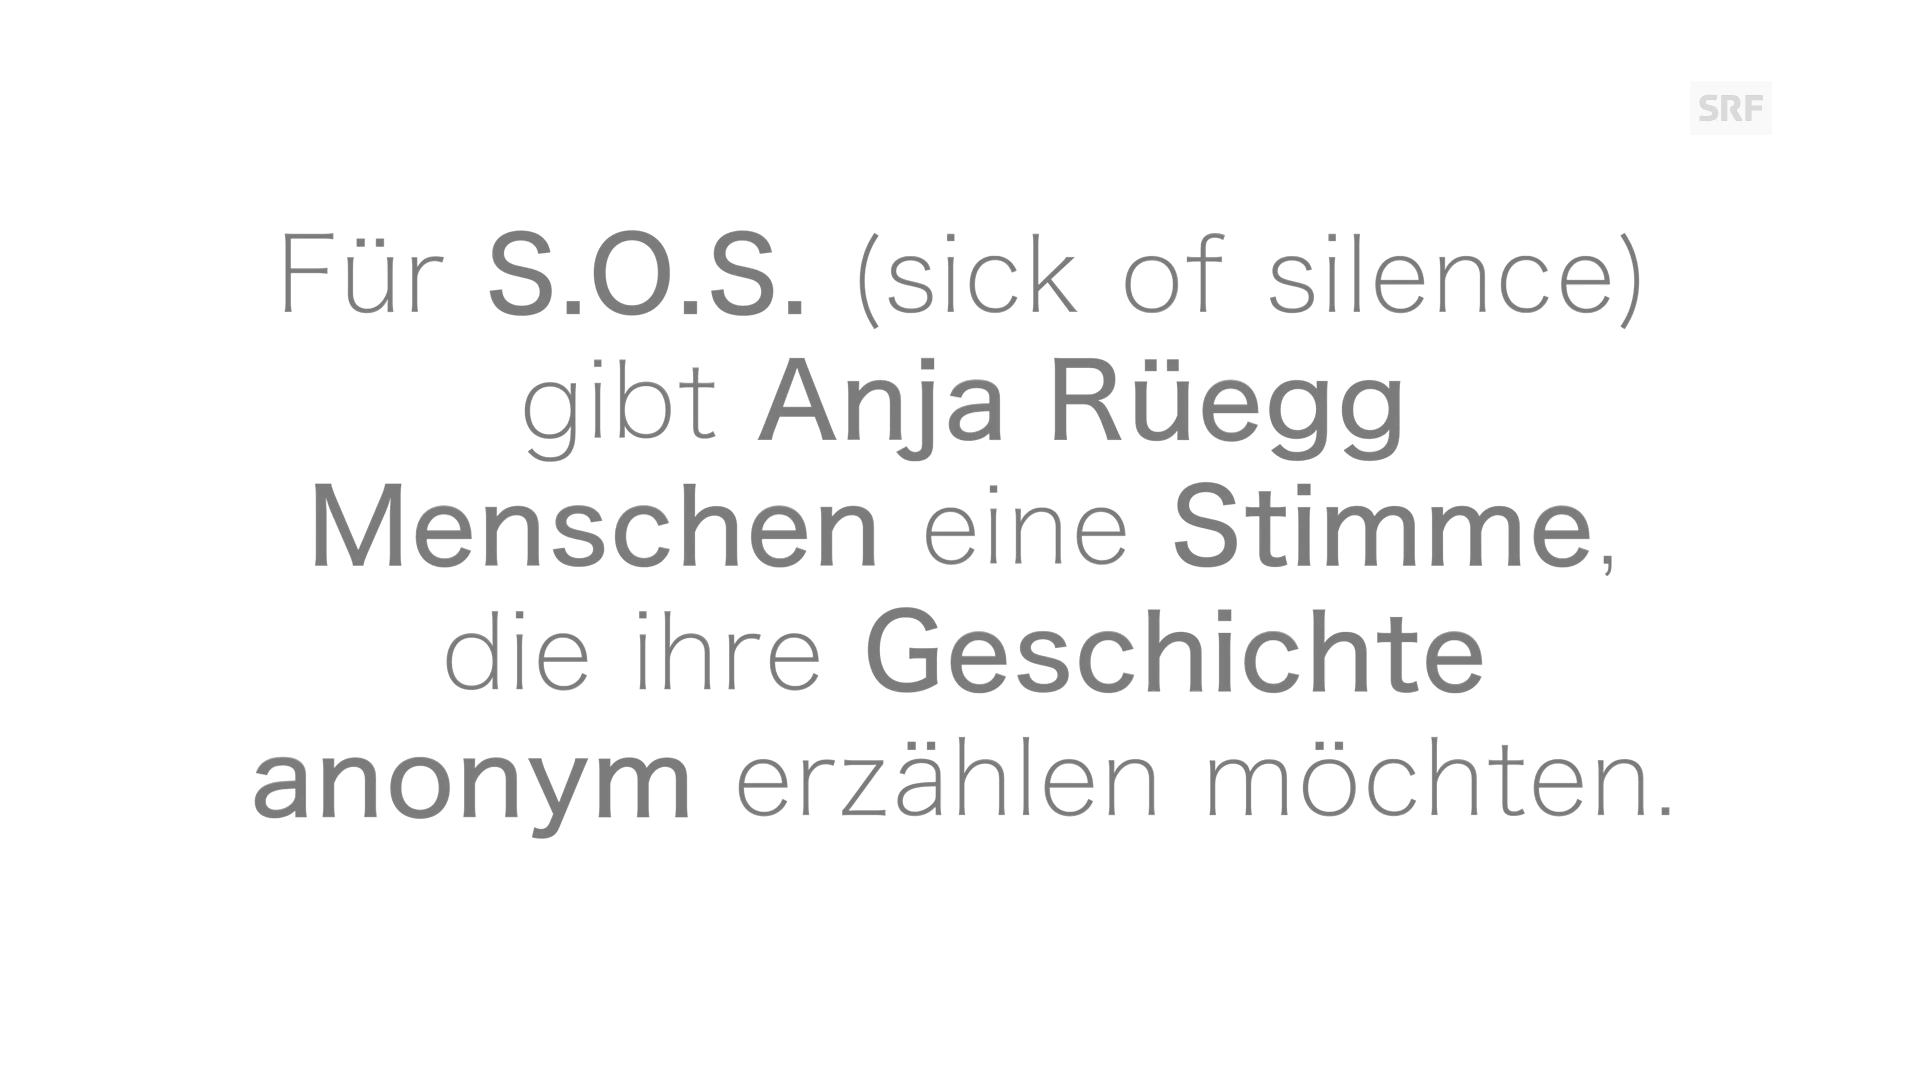 SRF
Für S.O.S. (sick of silence)
gibt Anja Rüegg
Menschen eine Stimme,
die ihre Geschichte
anonym erzählen möchten.